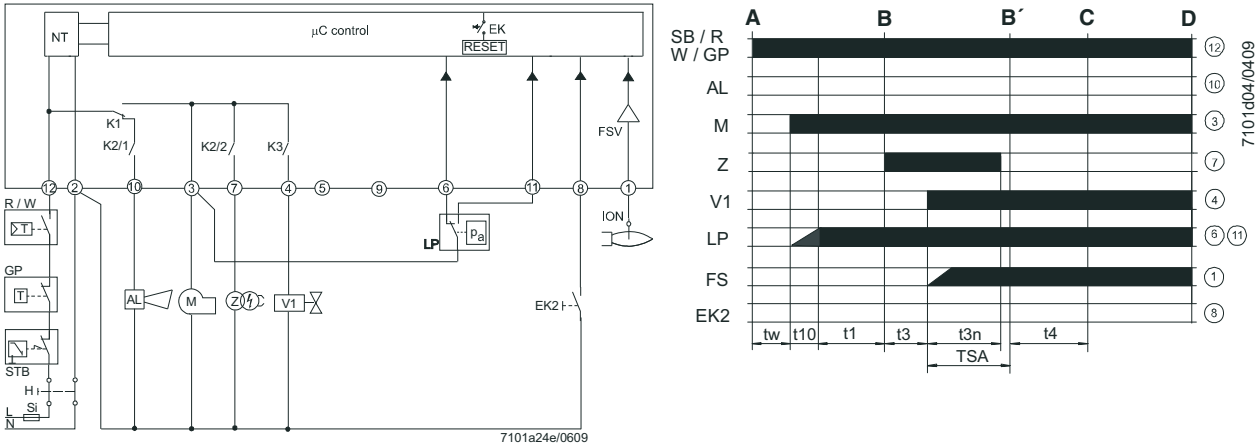 NT
µC control
EK
RESET
K1
K2/1
K2/2
K3
FSV
12 2 10 3 7 4 5 9 6 11 8 1
R / W
T
GP
T
STB
H
L
Si
N
AL
M
Z
V1
LP
pa
EK2
ION
7101a24e/0609
A B B´ C D
SB / R
W / GP
12
AL
10
M
3
Z
7
V1
4
LP
6 11
FS
1
EK2
8
tw t10 t1 t3 t3n t4
TSA
7101d04/0409